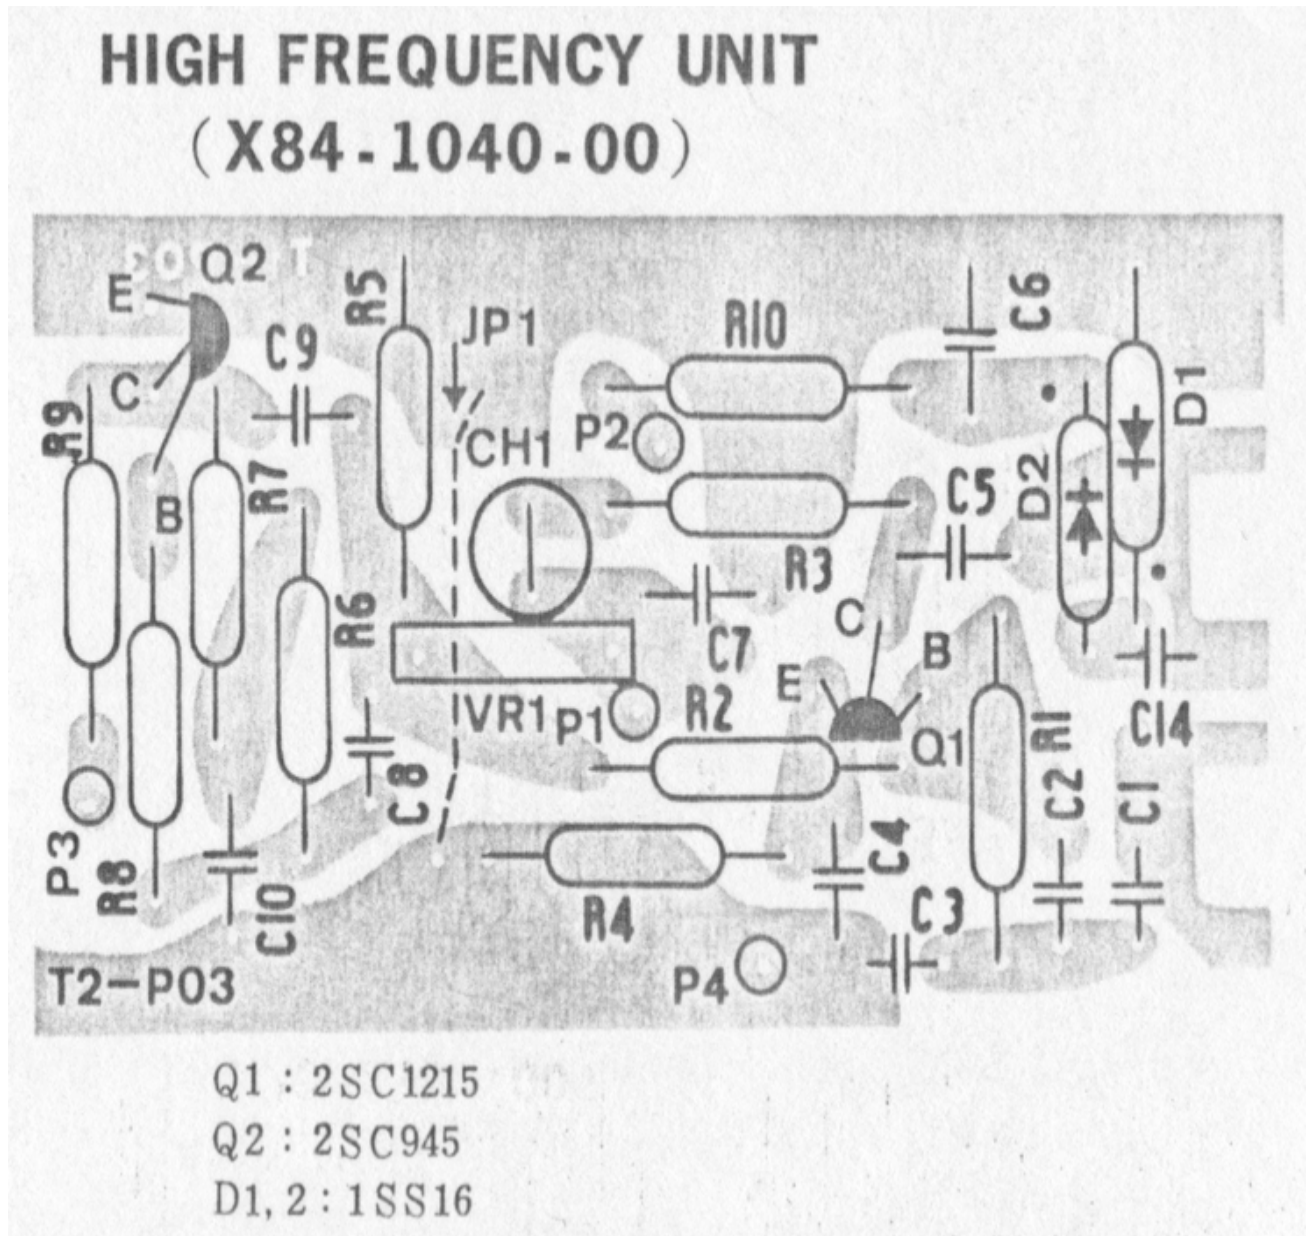 HIGH FREQUENCY UNIT
(X84-1040-00)
Q2
E
R5
JP1
R10
C6
C9
C
D1
R9
P2
CH1
R7
B
D2
C5
R3
R6
C
C7
B
E
VR1
P1
R2
Q1
R1
C14
C8
C2
C1
P3
R8
C10
C4
R4
C3
P4
T2-P03
Q1 : 2SC1215
Q2 : 2SC945
D1, 2 : 1SS16